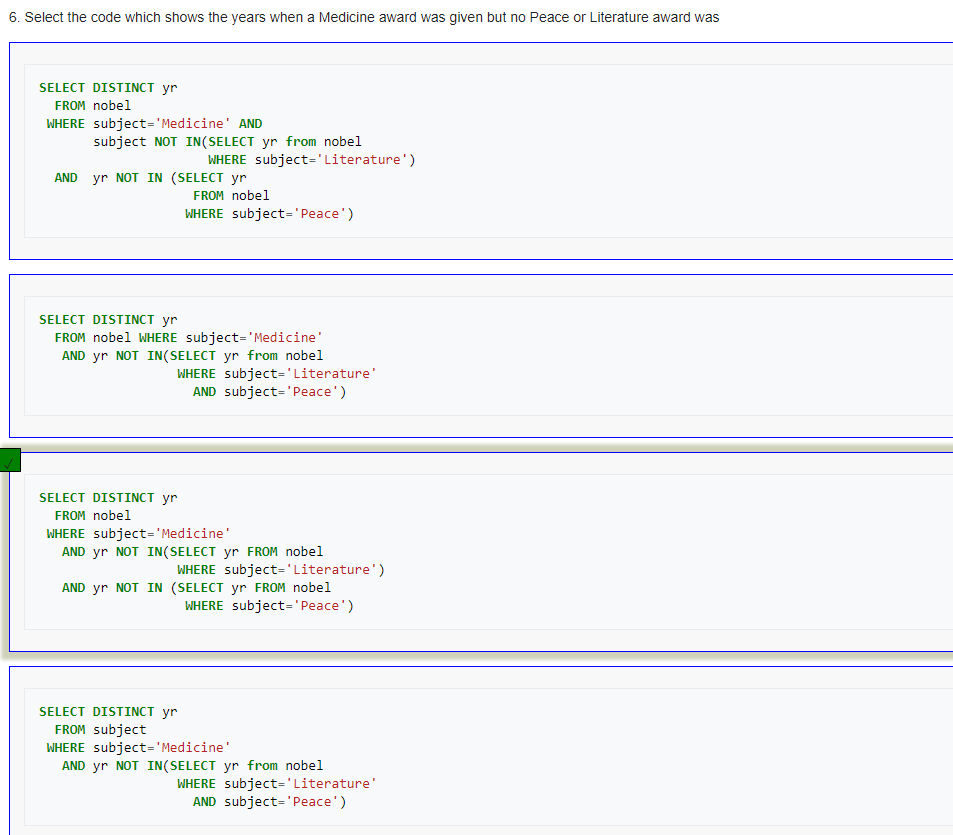 6. Select the code which shows the years when a Medicine award was given but no Peace or Literature award was
SELECT DISTINCT yr
FROM nobel
WHERE subject='Medicine' AND
subject NOT IN(SELECT yr from nobel
WHERE subject='Literature')
AND yr NOT IN (SELECT yr
FROM nobel
WHERE subject='Peace')
SELECT DISTINCT yr
FROM nobel WHERE subject='Medicine'
AND yr NOT IN(SELECT yr from nobel
WHERE subject='Literature'
AND subject='Peace')
SELECT DISTINCT yr
FROM nobel
WHERE subject='Medicine'
AND yr NOT IN(SELECT yr FROM nobel
WHERE subject='Literature')
AND yr NOT IN (SELECT yr FROM nobel
WHERE subject='Peace')
SELECT DISTINCT yr
FROM subject
WHERE subject='Medicine'
AND yr NOT IN(SELECT yr from nobel
WHERE subject='Literature'
AND subject='Peace')